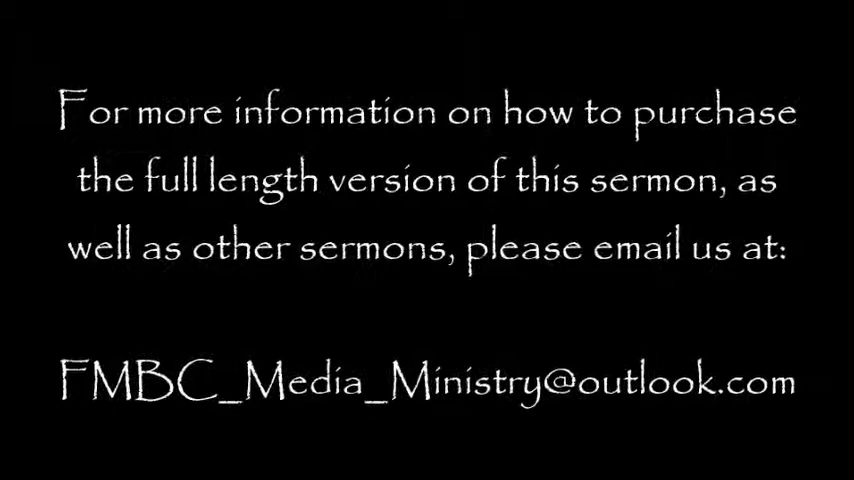 For more information on how to purchase
the full length version of this sermon, as
well as other sermons, please email us at:
FMBC_Media_Ministry@outlook.com